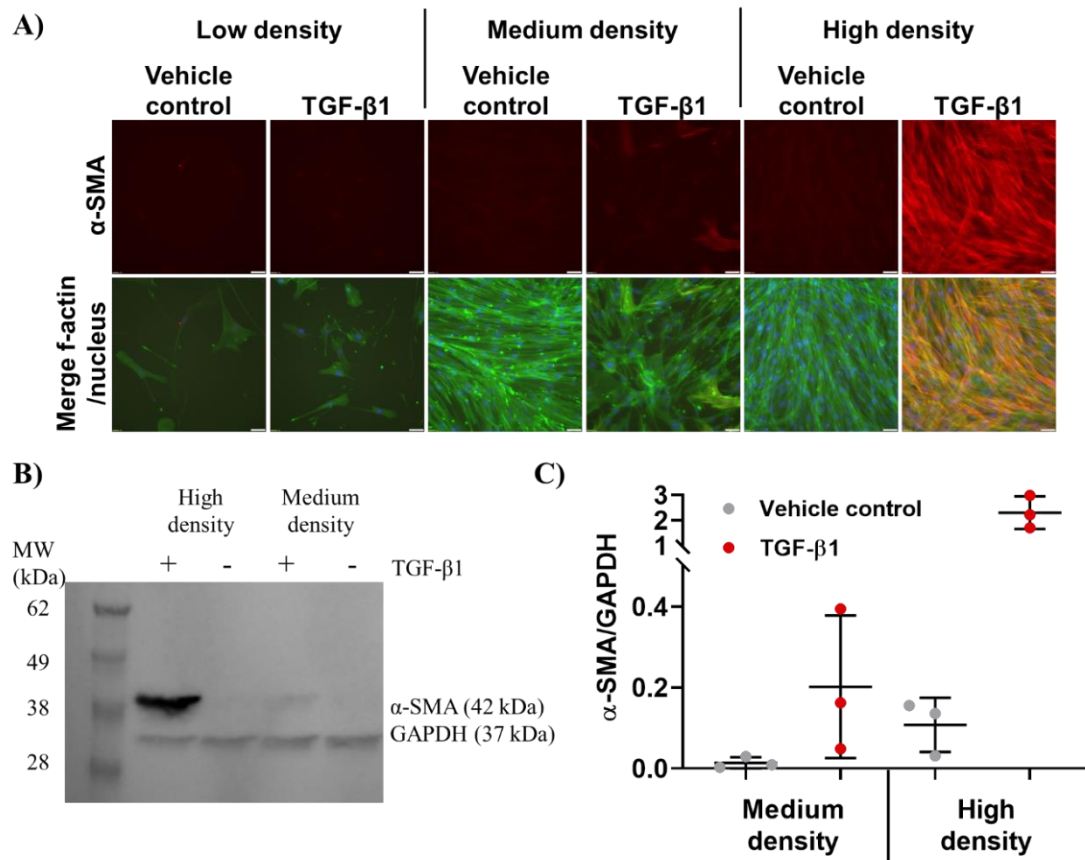 A)
Low density
Medium density
High density
Vehicle
control
TGF-β1
Vehicle
control
TGF-β1
Vehicle
control
TGF-β1
α-SMA
Merge f-actin
/nucleus
B)
High
density
Medium
density
MW
(kDa)
+ - + - TGF-β1
62
49
38
28
α-SMA (42 kDa)
GAPDH (37 kDa)
C)
Vehicle control
TGF-β1
α-SMA/GAPDH
3
2
1
0.4
0.2
0.0
Medium
density
High
density